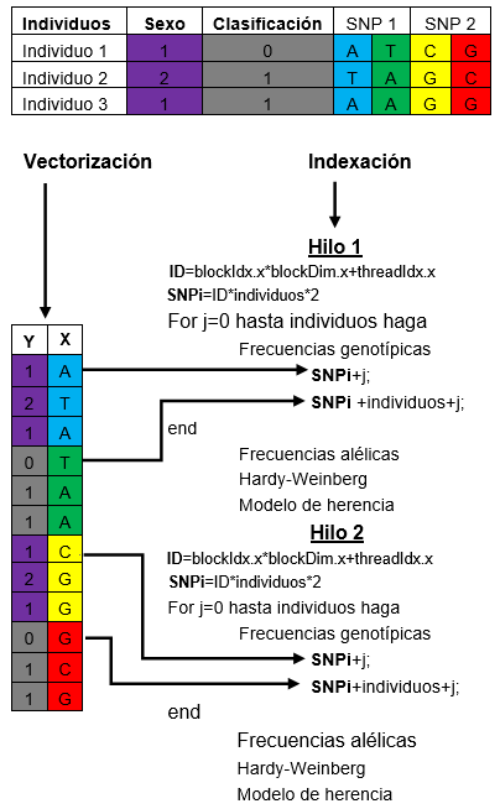 Individuos Sexo Clasificación SNP 1 SNP 2
Individuo 1 1 0 A T C G
Individuo 2 2 1 T A G C
Individuo 3 1 1 A A G G
Vectorización
Indexación
Hilo 1
ID=blockIdx.x*blockDim.x+threadIdx.x
SNPi=ID*individuos*2
For j=0 hasta individuos haga
Frecuencias genotípicas
SNPi+j;
SNPi +individuos+j;
end
Frecuencias alélicas
Hardy-Weinberg
Modelo de herencia
Hilo 2
ID=blockIdx.x*blockDim.x+threadIdx.x
SNPi=ID*individuos*2
For j=0 hasta individuos haga
Frecuencias genotípicas
SNPi+j;
SNPi+individuos+j;
end
Frecuencias alélicas
Hardy-Weinberg
Modelo de herencia
Y X
1 A
2 T
1 A
0 T
1 A
1 A
1 C
2 G
1 G
0 G
1 C
1 G